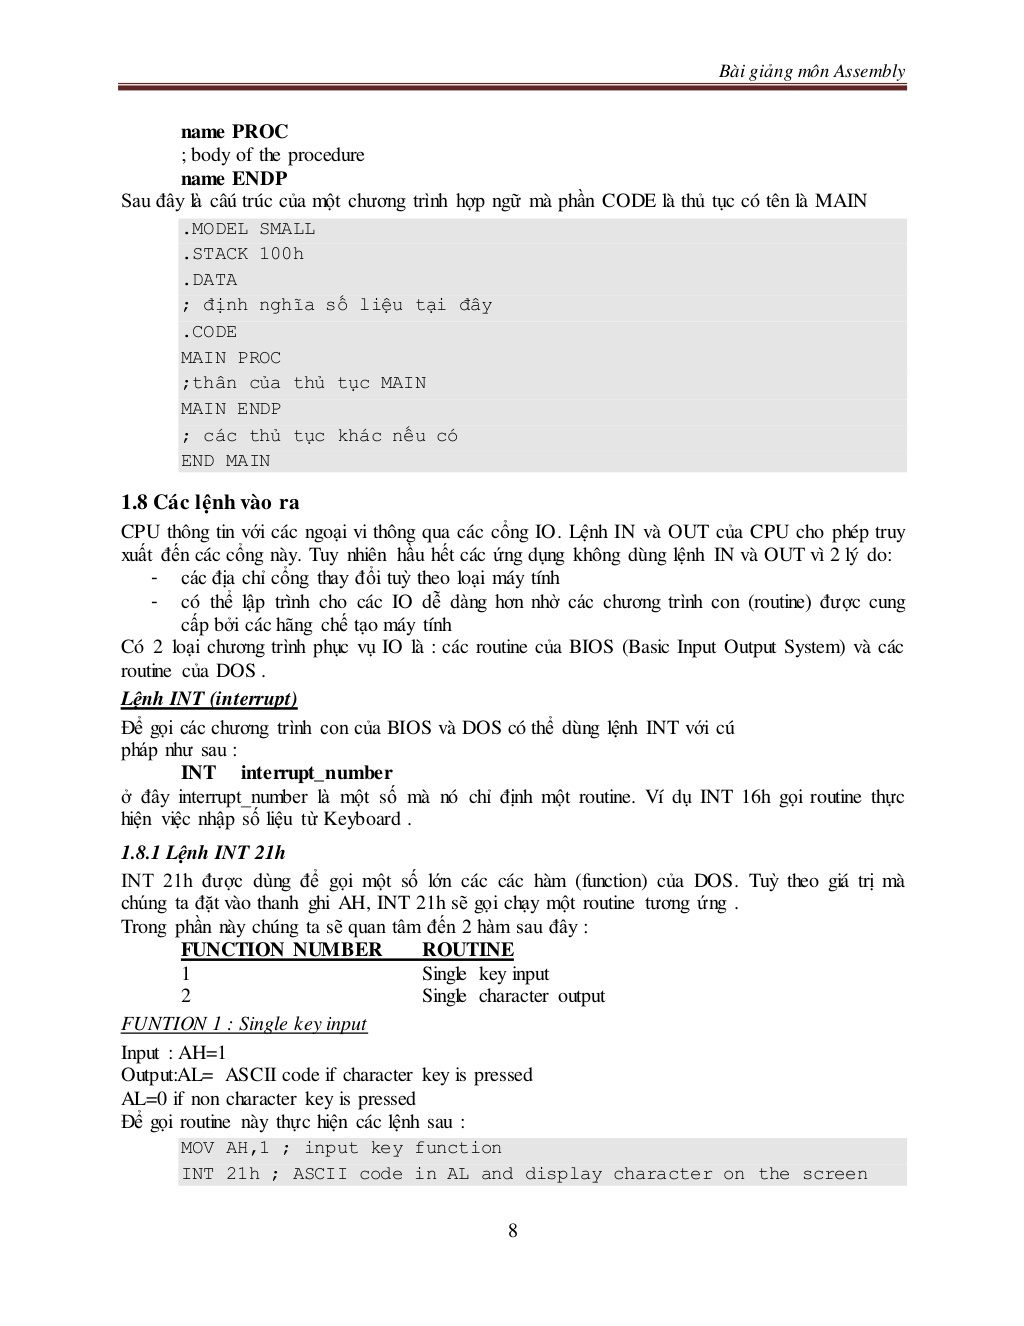 Bài giảng môn Assembly
name PROC
; body of the procedure
name ENDP
Sau đây là câú trúc của một chương trình hợp ngữ mà phần CODE là thủ tục có tên là MAIN
.MODEL SMALL
.STACK 100h
.DATA
; định nghĩa số liệu tại đây
.CODE
MAIN PROC
;thân của thủ tục MAIN
MAIN ENDP
; các thủ tục khác nếu có
END MAIN
1.8 Các lệnh vào ra
CPU thông tin với các ngoại vi thông qua các cổng IO. Lệnh IN và OUT của CPU cho phép truy
xuất đến các cổng này. Tuy nhiên hầu hết các ứng dụng không dùng lệnh IN và OUT vì 2 lý do:
- các địa chỉ cổng thay đổi tuỳ theo loại máy tính
- có thể lập trình cho các IO dễ dàng hơn nhờ các chương trình con (routine) được cung
cấp bởi các hãng chế tạo máy tính
Có 2 loại chương trình phục vụ IO là : các routine của BIOS (Basic Input Output System) và các
routine của DOS .
Lệnh INT (interrupt)
Để gọi các chương trình con của BIOS và DOS có thể dùng lệnh INT với cú
pháp như sau :
INT interrupt_number
ở đây interrupt_number là một số mà nó chỉ định một routine. Ví dụ INT 16h gọi routine thực
hiện việc nhập số liệu từ Keyboard .
1.8.1 Lệnh INT 21h
INT 21h được dùng để gọi một số lớn các các hàm (function) của DOS. Tuỳ theo giá trị mà
chúng ta đặt vào thanh ghi AH, INT 21h sẽ gọi chạy một routine tương ứng .
Trong phần này chúng ta sẽ quan tâm đến 2 hàm sau đây :
FUNCTION NUMBER ROUTINE
1 Single key input
2 Single character output
FUNTION 1 : Single key input
Input : AH=1
Output:AL= ASCII code if character key is pressed
AL=0 if non character key is pressed
Để gọi routine này thực hiện các lệnh sau :
MOV AH,1 ; input key function
INT 21h ; ASCII code in AL and display character on the screen
8